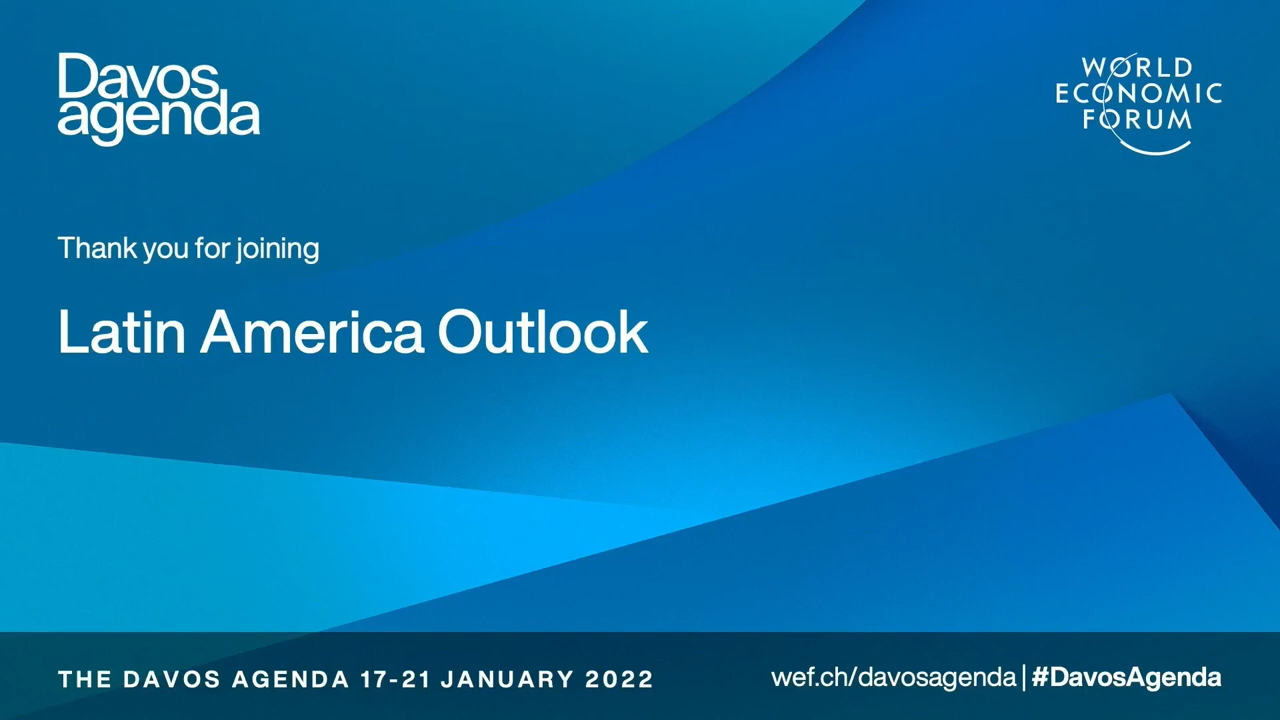 Davos
agenda
WORLD
ECONOMIC
FORUM
Thank you for joining
Latin America Outlook
THE DAVOS AGENDA 17-21 JANUARY 2022
wef.ch/davosagenda | #DavosAgenda